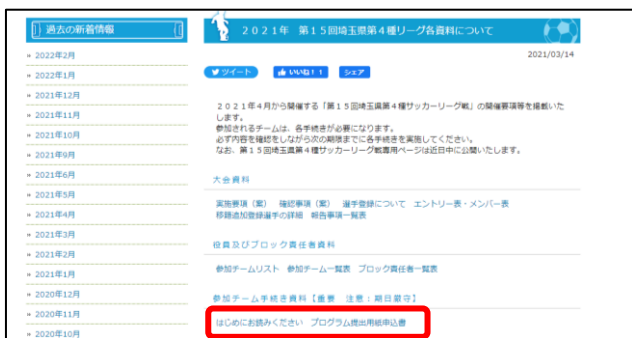 過去の新着情報
» 2022年2月
» 2022年1月
» 2021年12月
» 2021年11月
» 2021年10月
» 2021年9月
» 2021年6月
» 2021年5月
» 2021年4月
» 2021年3月
» 2021年2月
» 2021年1月
» 2020年12月
» 2020年11月
» 2020年10月
2021年 第15回埼玉県第4種リーグ各資料について
2021/03/14
ツイート いいね！ 1 シェア
2021年4月から開催する「第15回埼玉県第4種サッカーリーグ戦」の開催要項等を掲載いた
します。
参加されるチームは、各手続きが必要になります。
必ず内容を確認をしながら次の期限までに各手続きを実施してください。
なお、第15回埼玉県第4種サッカーリーグ戦専用ページは近日中に公開いたします。
大会資料
実施要項（案） 確認事項（案） 選手登録について エントリー表・メンバー表
移籍追加登録選手の詳細 報告事項一覧表
役員及びブロック責任者資料
参加チームリスト 参加チーム一覧表 ブロック責任者一覧表
参加チーム手続き資料【重要 注意：期日厳守】
はじめにお読みください プログラム提出用紙申込書